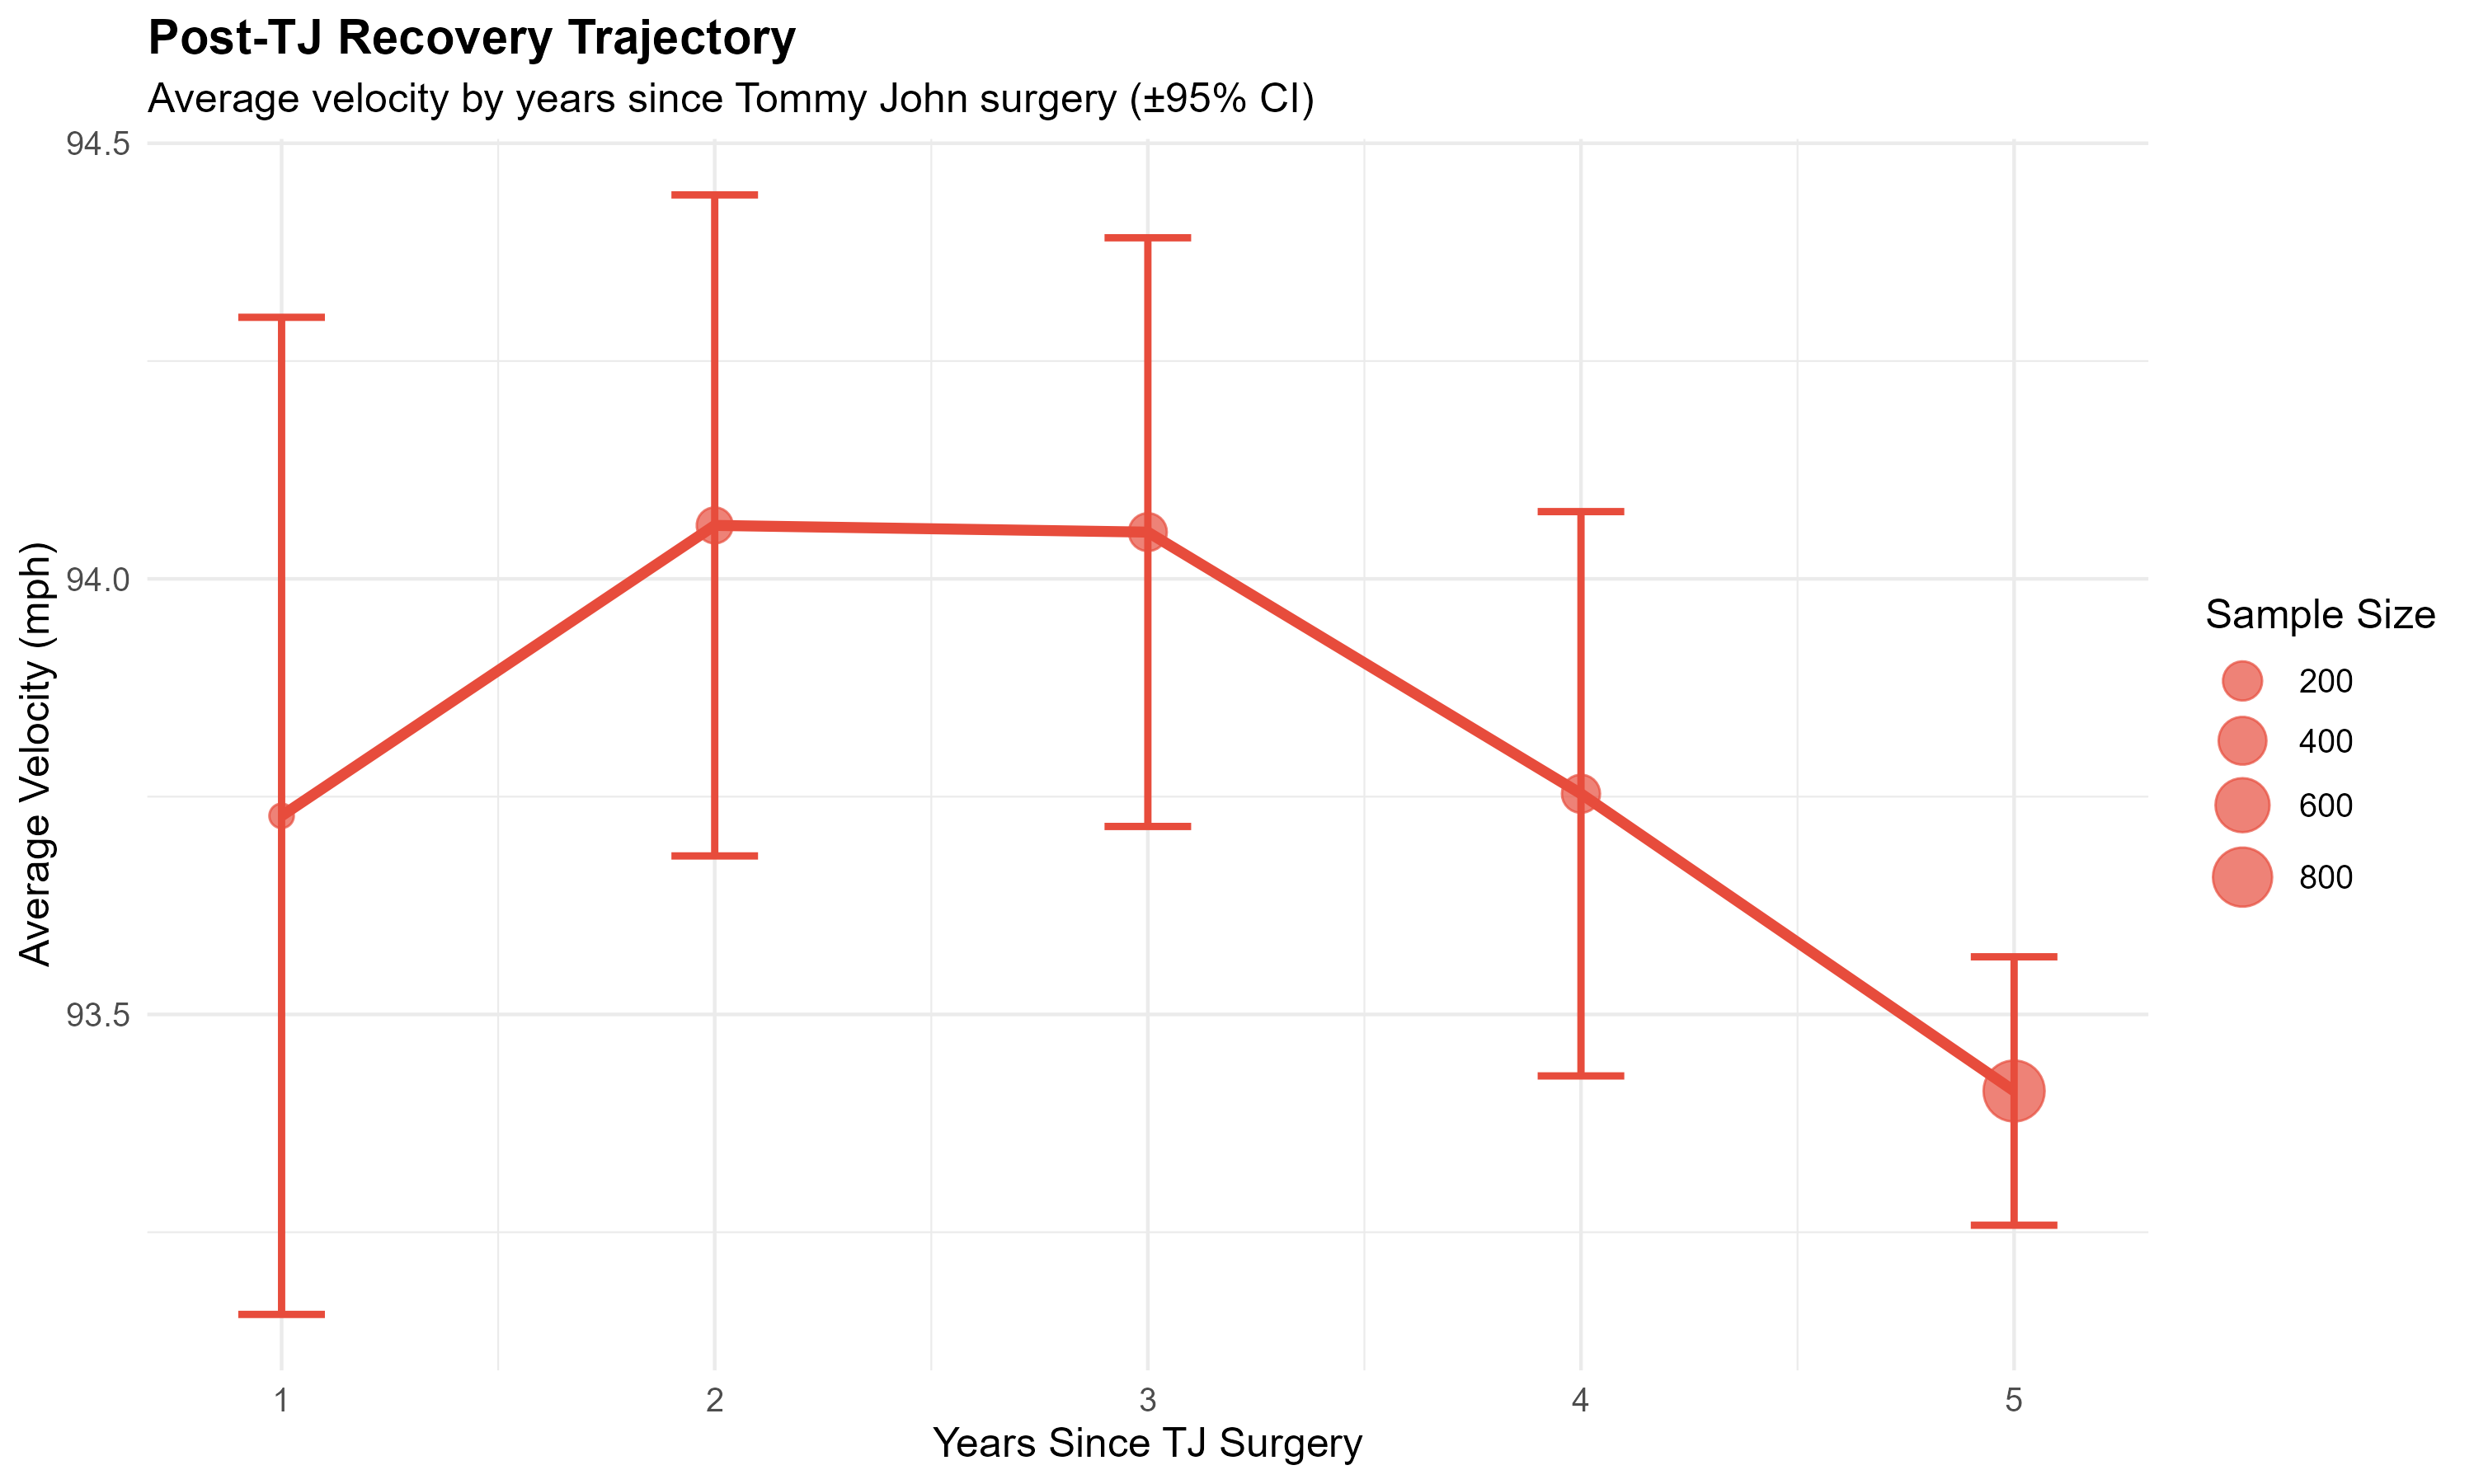 Post-TJ Recovery Trajectory
Average velocity by years since Tommy John surgery (±95% CI)
Average Velocity (mph)
94.5
94.0
93.5
1 2 3 4 5
Years Since TJ Surgery
Sample Size
200
400
600
800